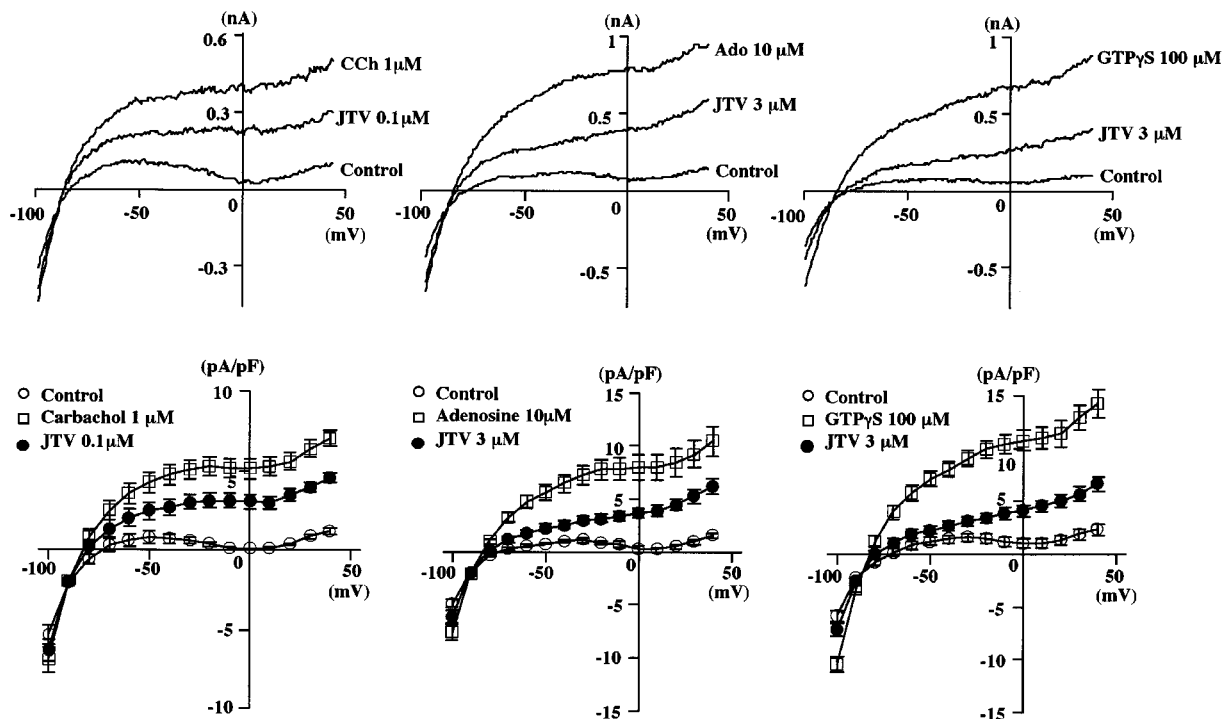 (nA)
0.6
CCh 1μM
0.3
JTV 0.1μM
Control
-100
-50
0
50
(mV)
-0.3
(nA)
1
Ado 10 μM
0.5
JTV 3 μM
Control
-100
-50
0
50
(mV)
-0.5
(nA)
1
GTPγS 100 μM
0.5
JTV 3 μM
Control
-100
-50
0
50
(mV)
-0.5
(pA/pF)
10
Control
Carbachol 1 μM
JTV 0.1μM
5
-100
-50
0
50
(mV)
-5
-10
(pA/pF)
15
Control
Adenosine 10μM
JTV 3 μM
10
5
-100
-50
0
50
(mV)
-5
-10
-15
(pA/pF)
15
Control
GTPγS 100 μM
JTV 3 μM
10
5
-100
-50
0
50
(mV)
-5
-10
-15